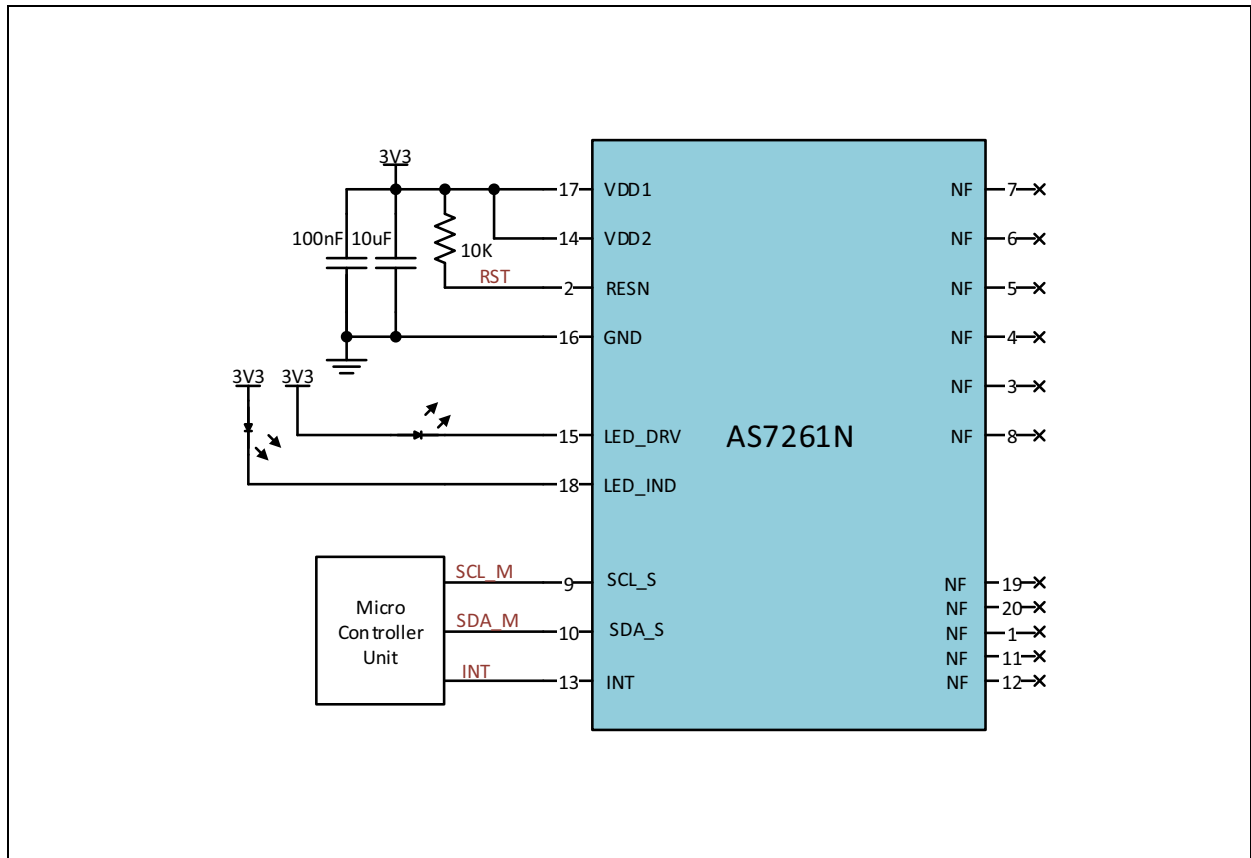 3V3
17 VDD1 NF 7
100nF 10uF 10K 14 VDD2 NF 6
RST 2 RESN NF 5
16 GND NF 4
3V3 3V3 NF 3
15 LED_DRV AS7261N NF 8
18 LED_IND
SCL_M 9 SCL_S NF 19
NF 20
Micro
Controller
Unit
SDA_M 10 SDA_S NF 1
NF 11
INT 13 INT NF 12